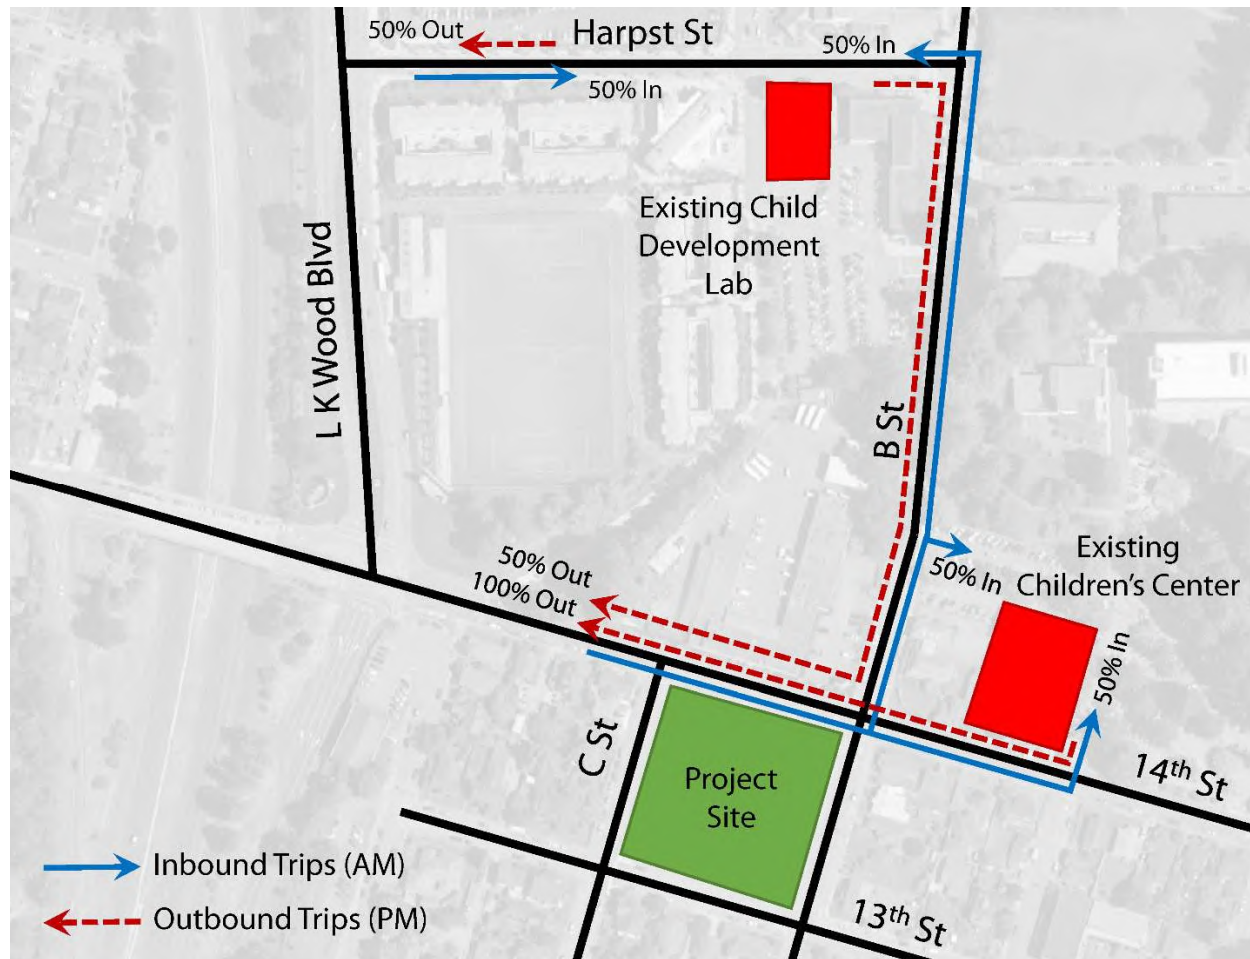 50% Out
Harpst St
50% In
50% In
Existing Child
Development
Lab
L K Wood Blvd
B St
50% Out
100% Out
50% In
Existing
Children's Center
50% In
C St
Project
Site
14th St
Inbound Trips (AM)
Outbound Trips (PM)
13th St